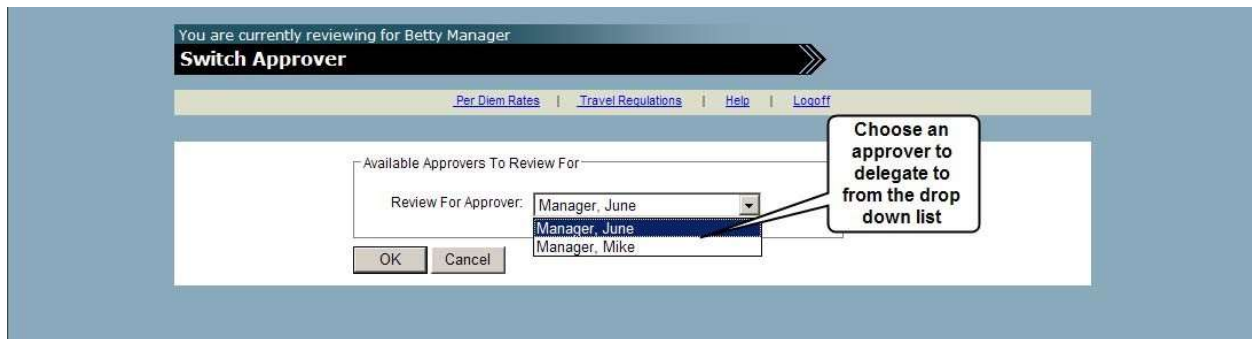 You are currently reviewing for Betty Manager
Switch Approver
Per Diem Rates | Travel Regulations | Help | Logoff
Choose an
approver to
delegate to
from the drop
down list
Available Approvers To Review For
Review For Approver: Manager, June
Manager, June
Manager, Mike
OK Cancel